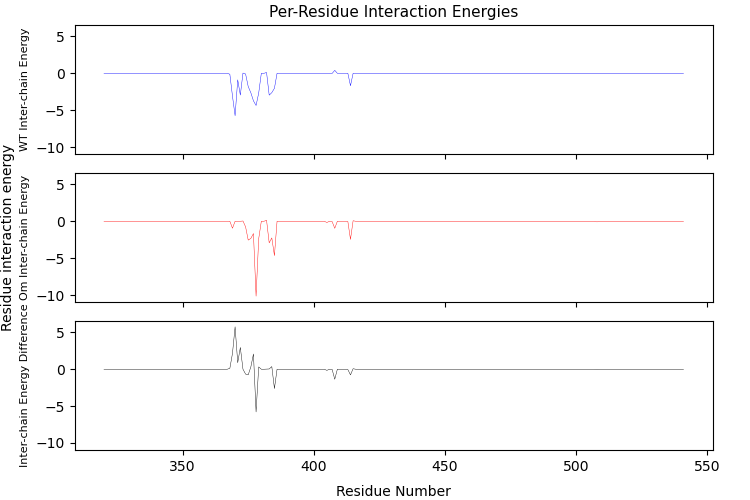 Per-Residue Interaction Energies
Residue interaction energy
WT Inter-chain Energy
5
0
−5
−10
Om Inter-chain Energy
5
0
−5
−10
Inter-chain Energy Difference
5
0
−5
−10
350
400
450
500
550
Residue Number